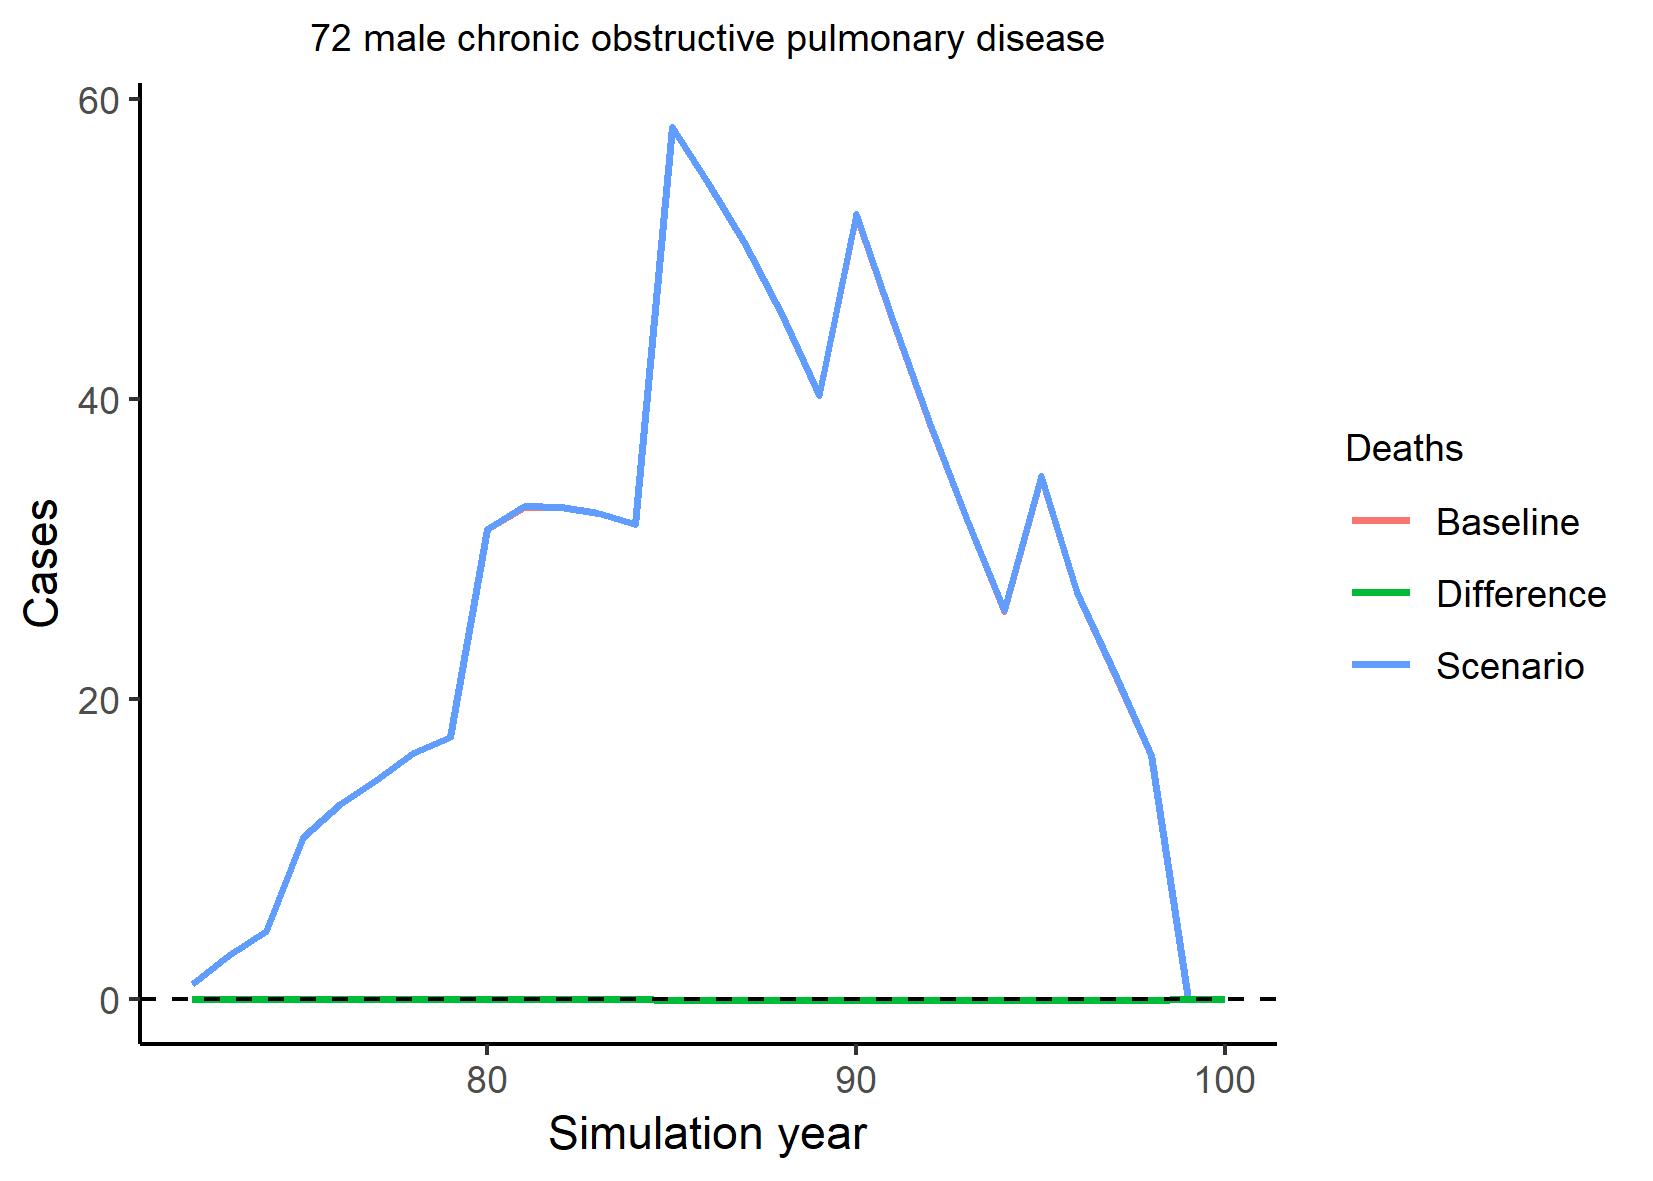 72 male chronic obstructive pulmonary disease
60
40
20
0
Cases
80 90 100
Simulation year
Deaths
Baseline
Difference
Scenario